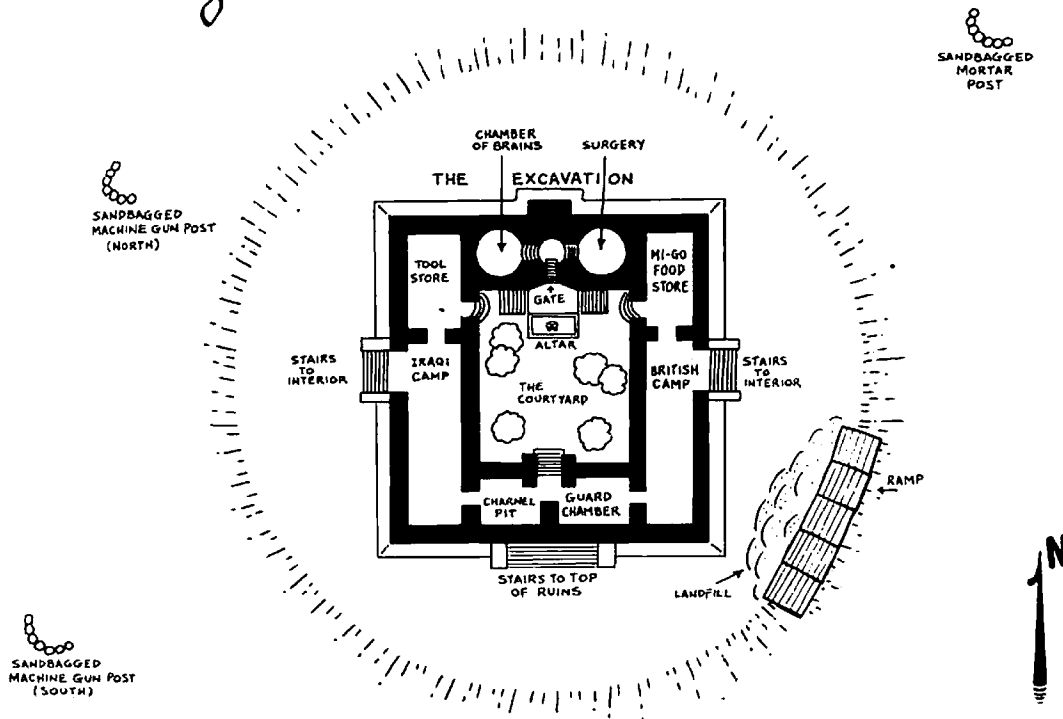 SANDBAGGED
MORTAR
POST
CHAMBER
OF BRAINS
SURGERY
THE EXCAVATION
SANDBAGGED
MACHINE GUN POST
(NORTH)
TOOL
STORE
MI-GO
FOOD
STORE
GATE
ALTAR
STAIRS
TO
INTERIOR
IRAQI
CAMP
BRITISH
CAMP
STAIRS
TO
INTERIOR
THE
COURTYARD
RAMP
CHARNEL
PIT
GUARD
CHAMBER
STAIRS TO TOP
OF RUINS
LANDFILL
N
SANDBAGGED
MACHINE GUN POST
(SOUTH)